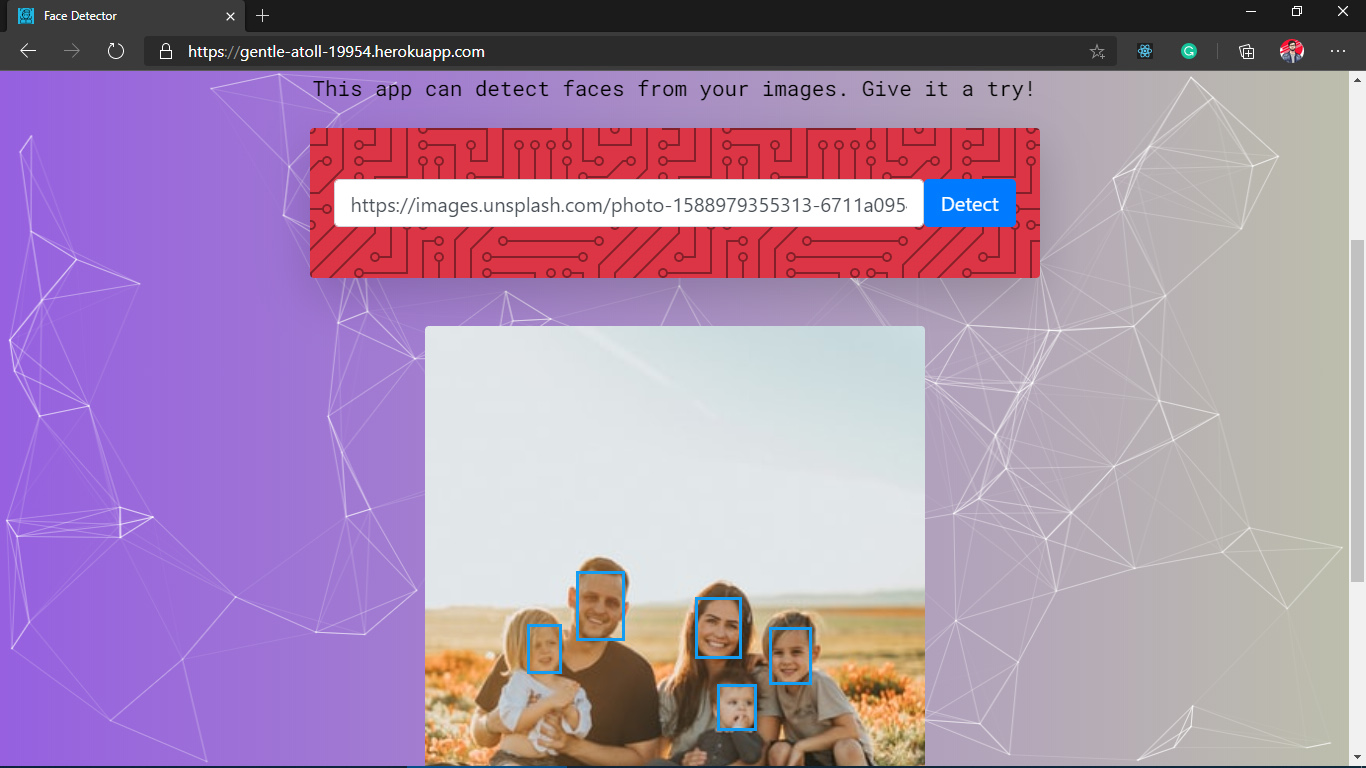 Face Detector
https://gentle-atoll-19954.herokuapp.com
This app can detect faces from your images. Give it a try!
https://images.unsplash.com/photo-1588979355313-6711a095
Detect